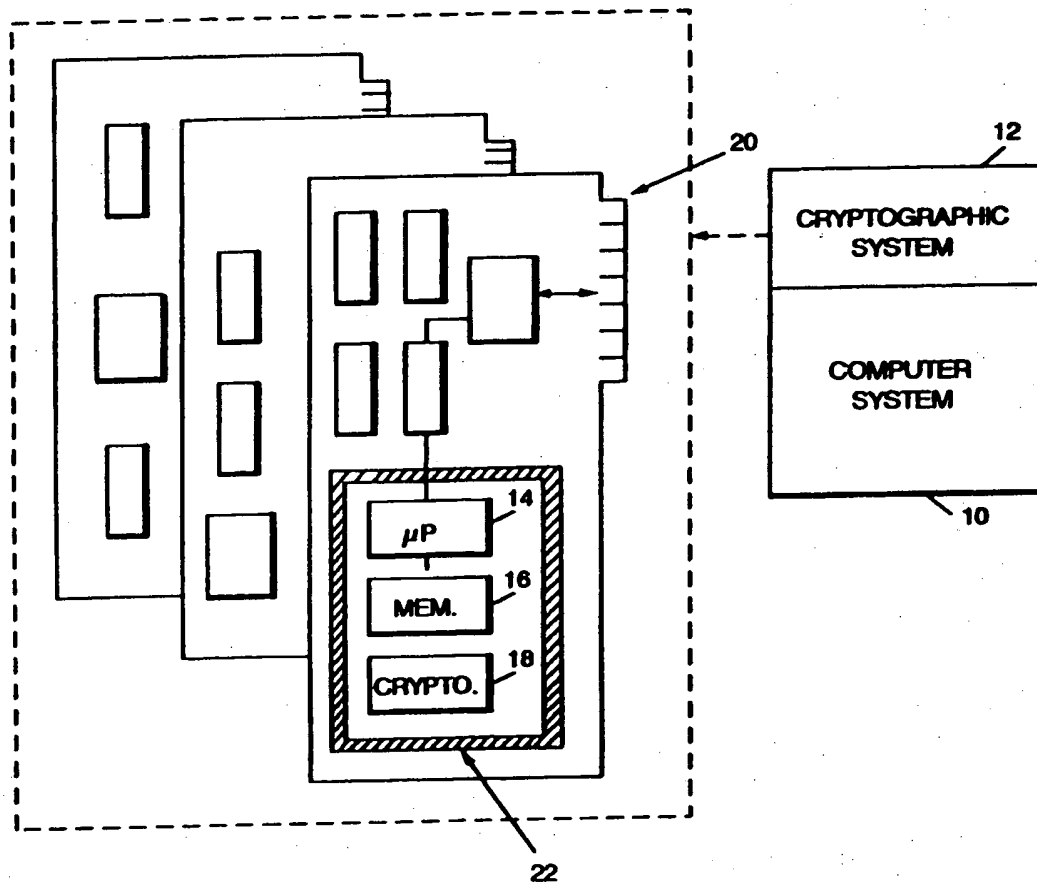 20
12
CRYPTOGRAPHIC
SYSTEM
COMPUTER
SYSTEM
10
μP
14
MEM.
16
CRYPTO.
18
22